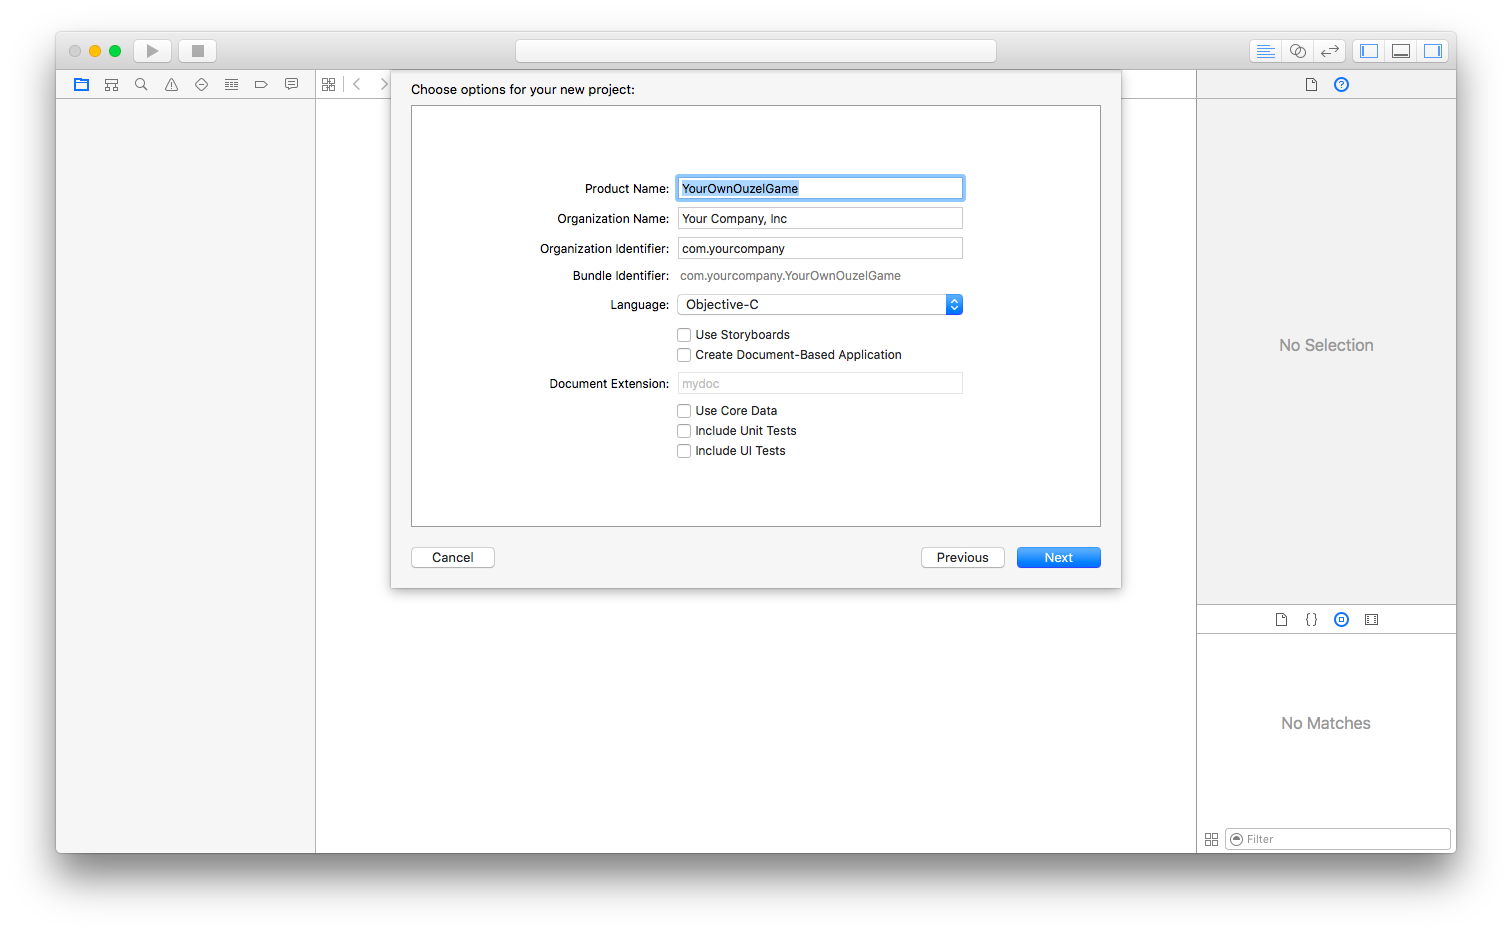 Choose options for your new project:
Product Name: YourOwnOuzelGame
Organization Name: Your Company, Inc
Organization Identifier: com.yourcompany
Bundle Identifier: com.yourcompany.YourOwnOuzelGame
Language: Objective-C
Use Storyboards
Create Document-Based Application
Document Extension: mydoc
Use Core Data
Include Unit Tests
Include UI Tests
Cancel
Previous
Next
No Selection
No Matches
Filter